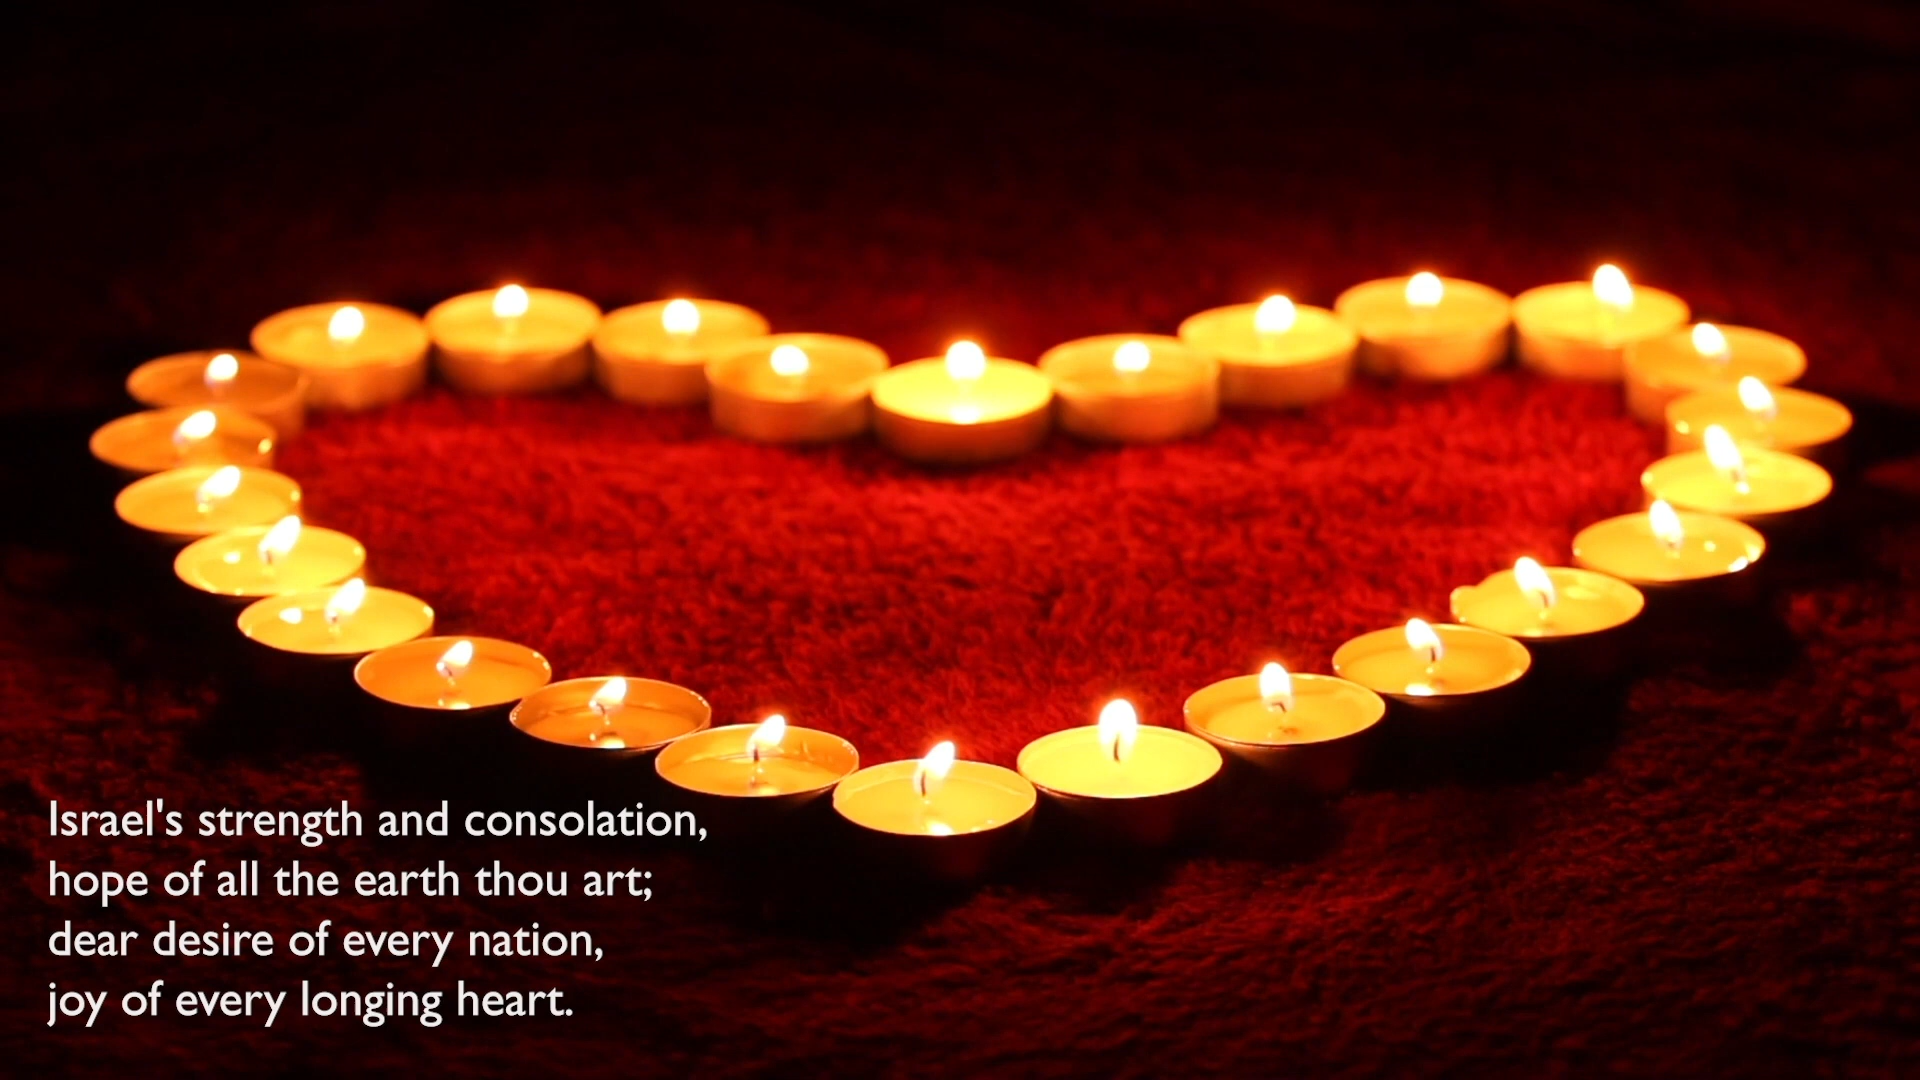 Israel's strength and consolation,
hope of all the earth thou art;
dear desire of every nation,
joy of every longing heart.